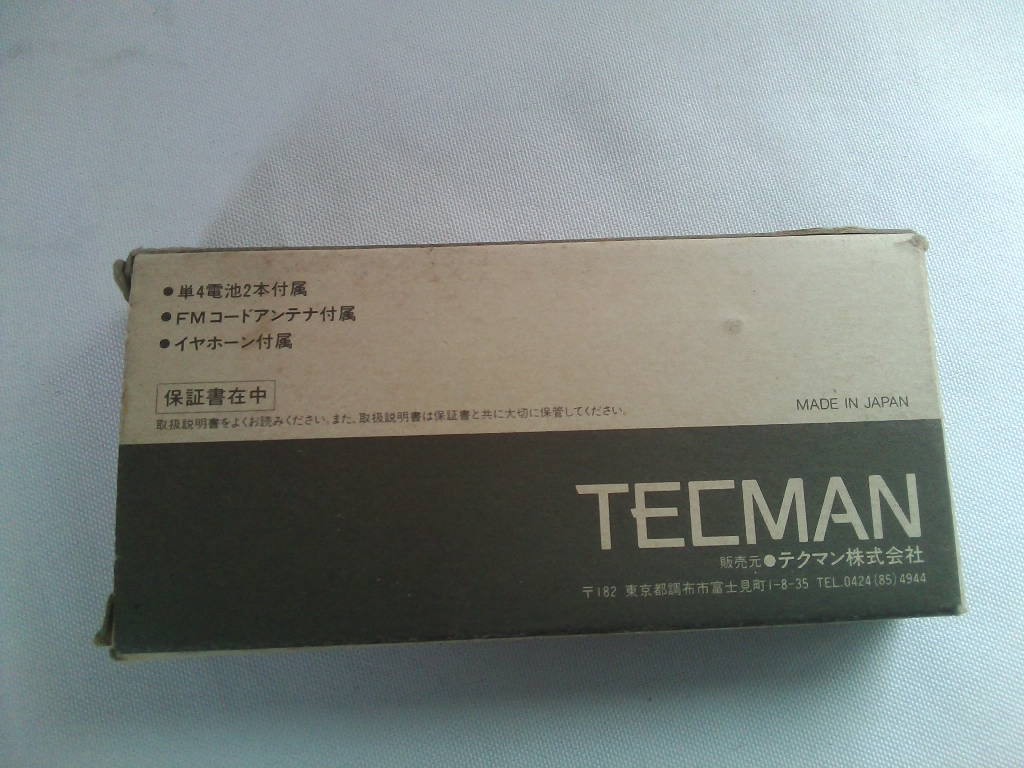 ●単4電池2本付属
●FMコードアンテナ付属
●イヤホーン付属
保証書在中
取扱説明書をよくお読みください。また、取扱説明書は保証書と共に大切に保管してください。
MADE IN JAPAN
TECMAN
販売元●テクマン株式会社
〒182 東京都調布市富士見町1-8-35 TEL.0424(85)4944